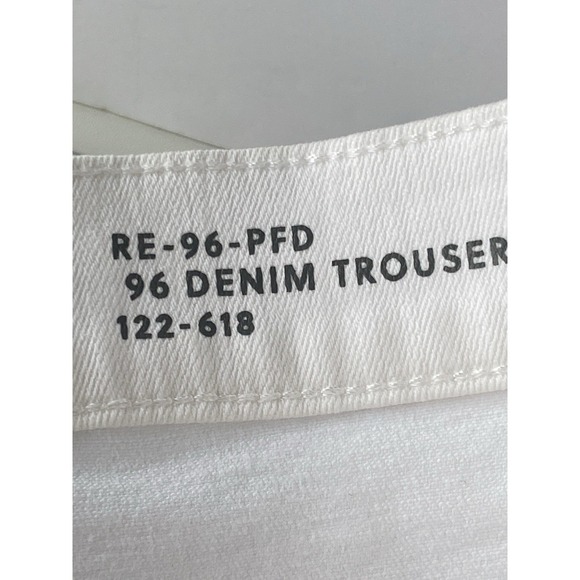 RE-96-PFD
96 DENIM TROUSER
122-618